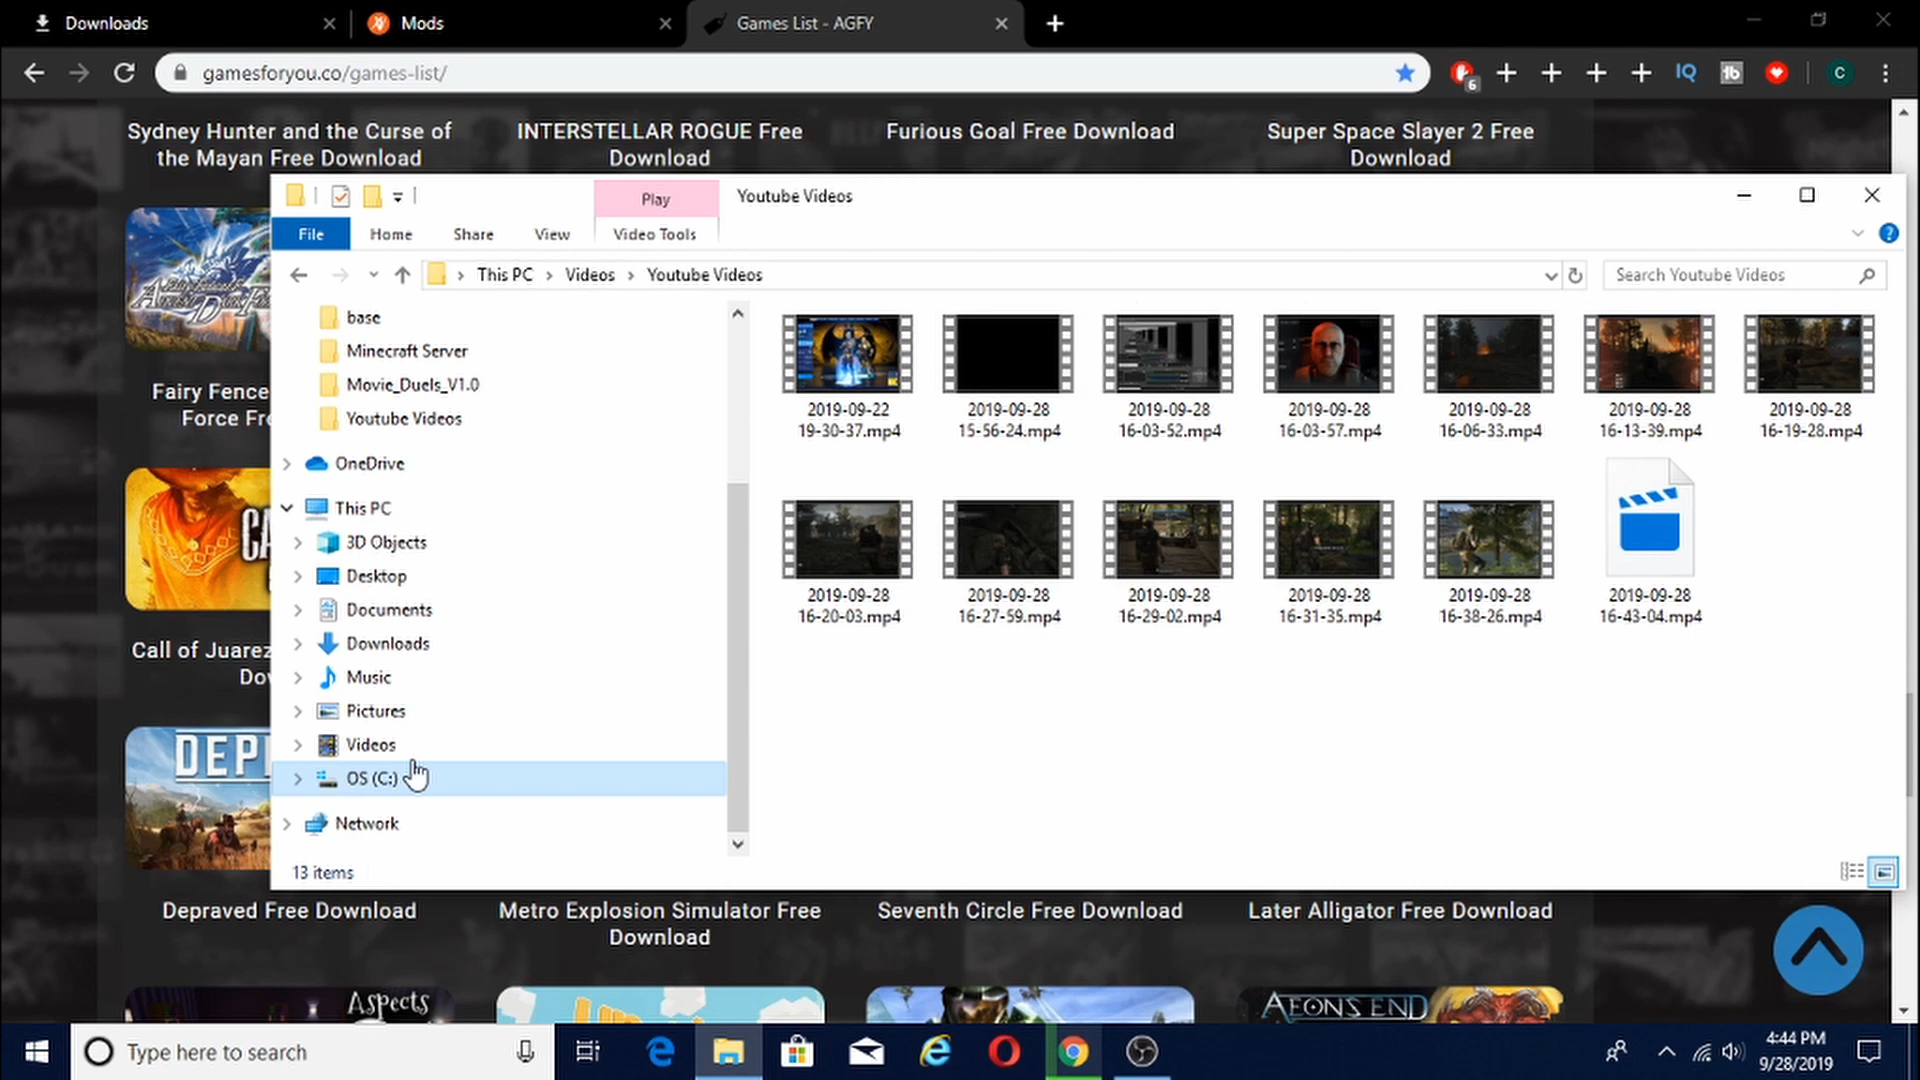 Downloads
Mods
Games List - AGFY
gamesforyou.co/games-list/
6
IQ
tb
C
Sydney Hunter and the Curse of
the Mayan Free Download
INTERSTELLAR ROGUE Free
Download
Furious Goal Free Download
Super Space Slayer 2 Free
Download
Play
Youtube Videos
File
Home
Share
View
Video Tools
This PC
Videos
Youtube Videos
Search Youtube Videos
base
Minecraft Server
Movie_Duels_V1.0
Youtube Videos
OneDrive
This PC
3D Objects
Desktop
Documents
Downloads
Music
Pictures
Videos
OS (C:)
Network
13 items
2019-09-22
19-30-37.mp4
2019-09-28
15-56-24.mp4
2019-09-28
16-03-52.mp4
2019-09-28
16-03-57.mp4
2019-09-28
16-06-33.mp4
2019-09-28
16-13-39.mp4
2019-09-28
16-19-28.mp4
2019-09-28
16-20-03.mp4
2019-09-28
16-27-59.mp4
2019-09-28
16-29-02.mp4
2019-09-28
16-31-35.mp4
2019-09-28
16-38-26.mp4
2019-09-28
16-43-04.mp4
Fairy Fence
Force Fre
CA
Call of Juarez
Do
DEP
Depraved Free Download
Metro Explosion Simulator Free
Download
Seventh Circle Free Download
Later Alligator Free Download
Aspects
AEONS END
Type here to search
4:44 PM
9/28/2019